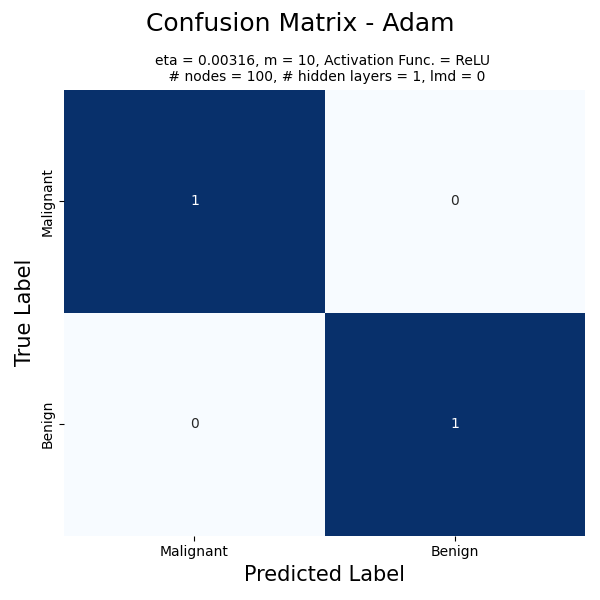 Confusion Matrix - Adam
eta = 0.00316, m = 10, Activation Func. = ReLU
# nodes = 100, # hidden layers = 1, lmd = 0
True Label
Malignant
1
0
Benign
0
1
Malignant
Benign
Predicted Label